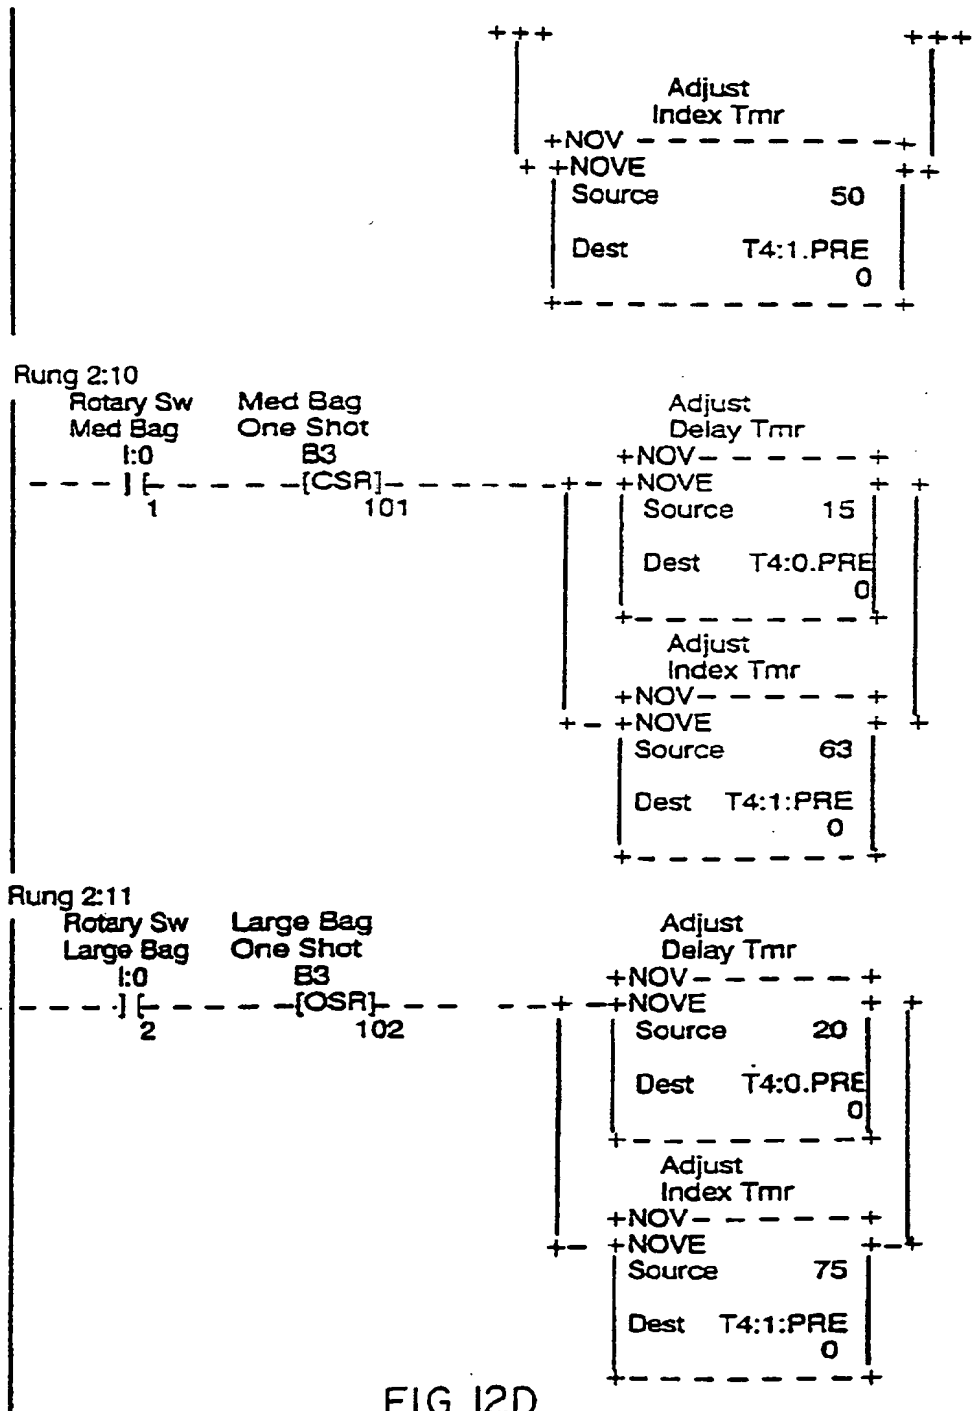 Adjust
Index Tmr
+NOV - - - - - - - - - +
+NOVE
Source 50
Dest T4:1.PRE
0
Rung 2:10
Rotary Sw Med Bag
Med Bag One Shot
I:0 B3
] [ [CSR]
1 101
Adjust
Delay Tmr
+NOV- - - - - - +
+NOVE
Source 15
Dest T4:0.PRE
0
Adjust
Index Tmr
+NOV- - - - - - +
+NOVE
Source 63
Dest T4:1:PRE
0
Rung 2:11
Rotary Sw Large Bag
Large Bag One Shot
I:0 B3
] [ [OSR]
2 102
Adjust
Delay Tmr
+NOV- - - - - - +
+NOVE
Source 20
Dest T4:0.PRE
0
Adjust
Index Tmr
+NOV- - - - - - +
+NOVE
Source 75
Dest T4:1:PRE
0
FIG. 12D